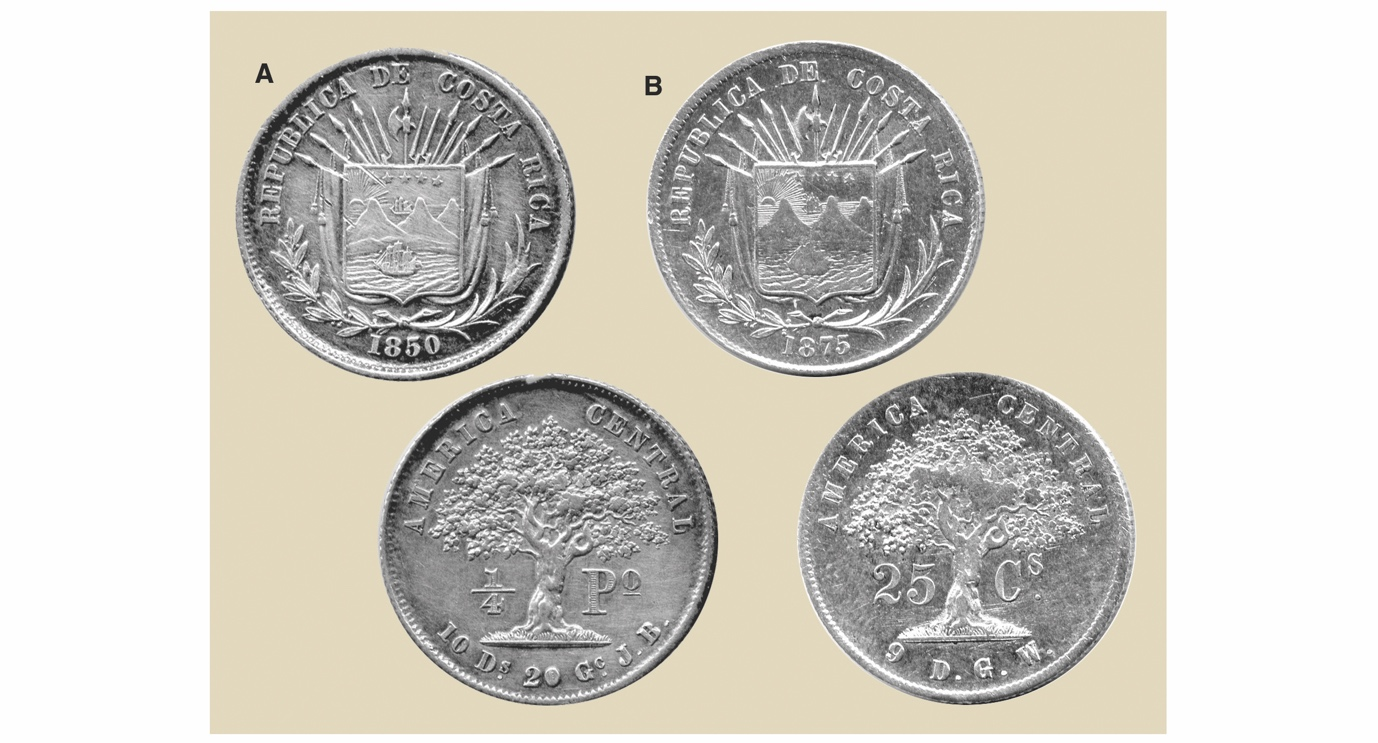 A
REPUBLICA DE COSTA RICA
1850
B
REPUBLICA DE COSTA RICA
1875
AMERICA CENTRAL
1/4 Pº
10 Ds 20 Gs J. B.
AMERICA CENTRAL
25 Cs
9 D. G. W.